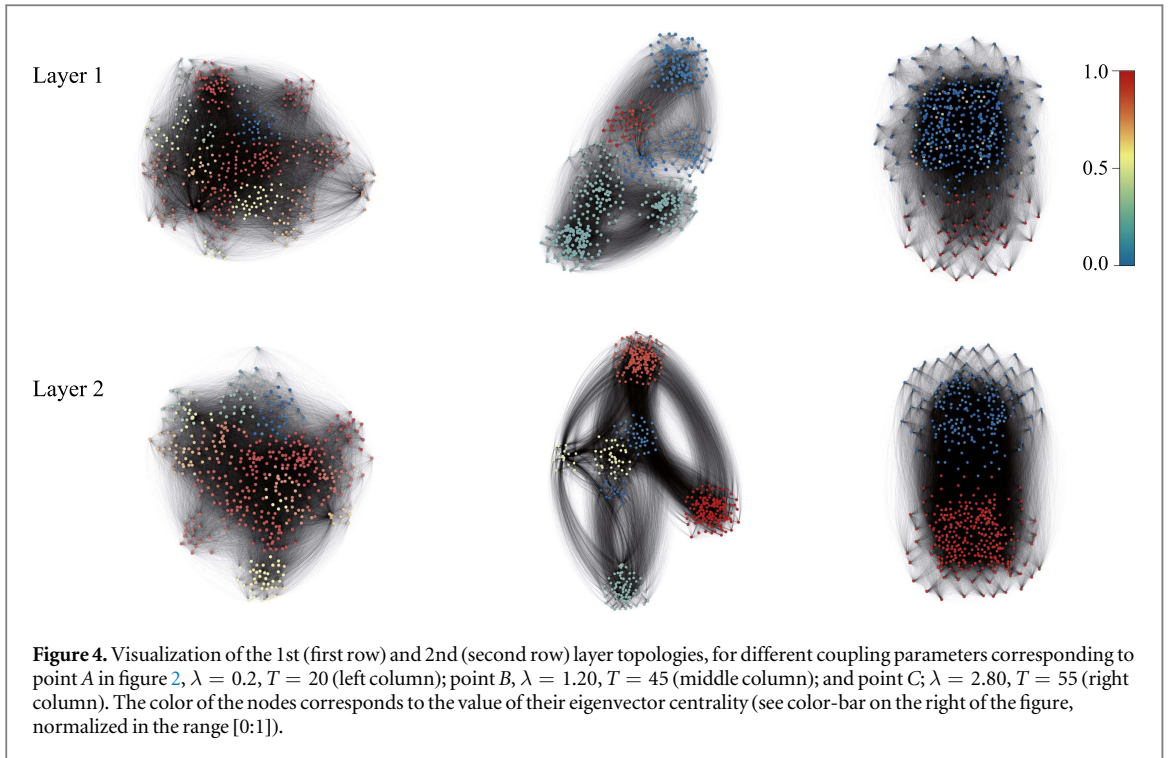 Layer 1
1.0
0.5
0.0
Layer 2
Figure 4. Visualization of the 1st (first row) and 2nd (second row) layer topologies, for different coupling parameters corresponding to
point A in figure 2, λ = 0.2, T = 20 (left column); point B, λ = 1.20, T = 45 (middle column); and point C; λ = 2.80, T = 55 (right
column). The color of the nodes corresponds to the value of their eigenvector centrality (see color-bar on the right of the figure,
normalized in the range [0:1]).